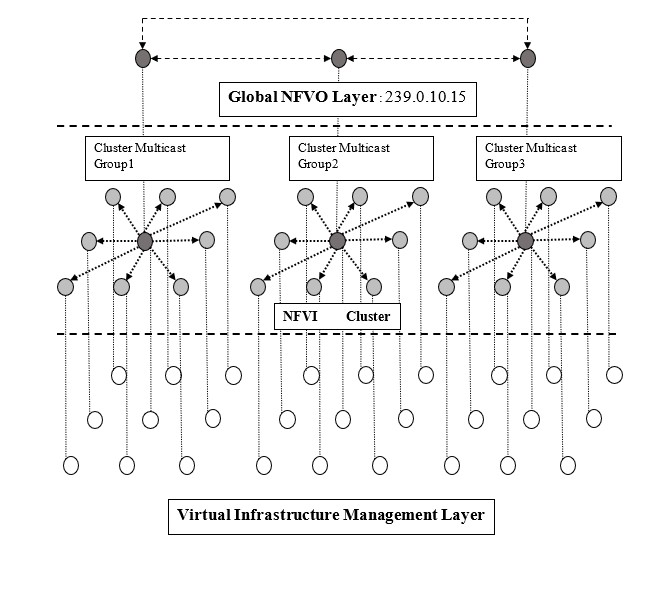 Global NFVO Layer:239.0.10.15
Cluster Multicast
Group1
Cluster Multicast
Group2
Cluster Multicast
Group3
NFVI Cluster
Virtual Infrastructure Management Layer